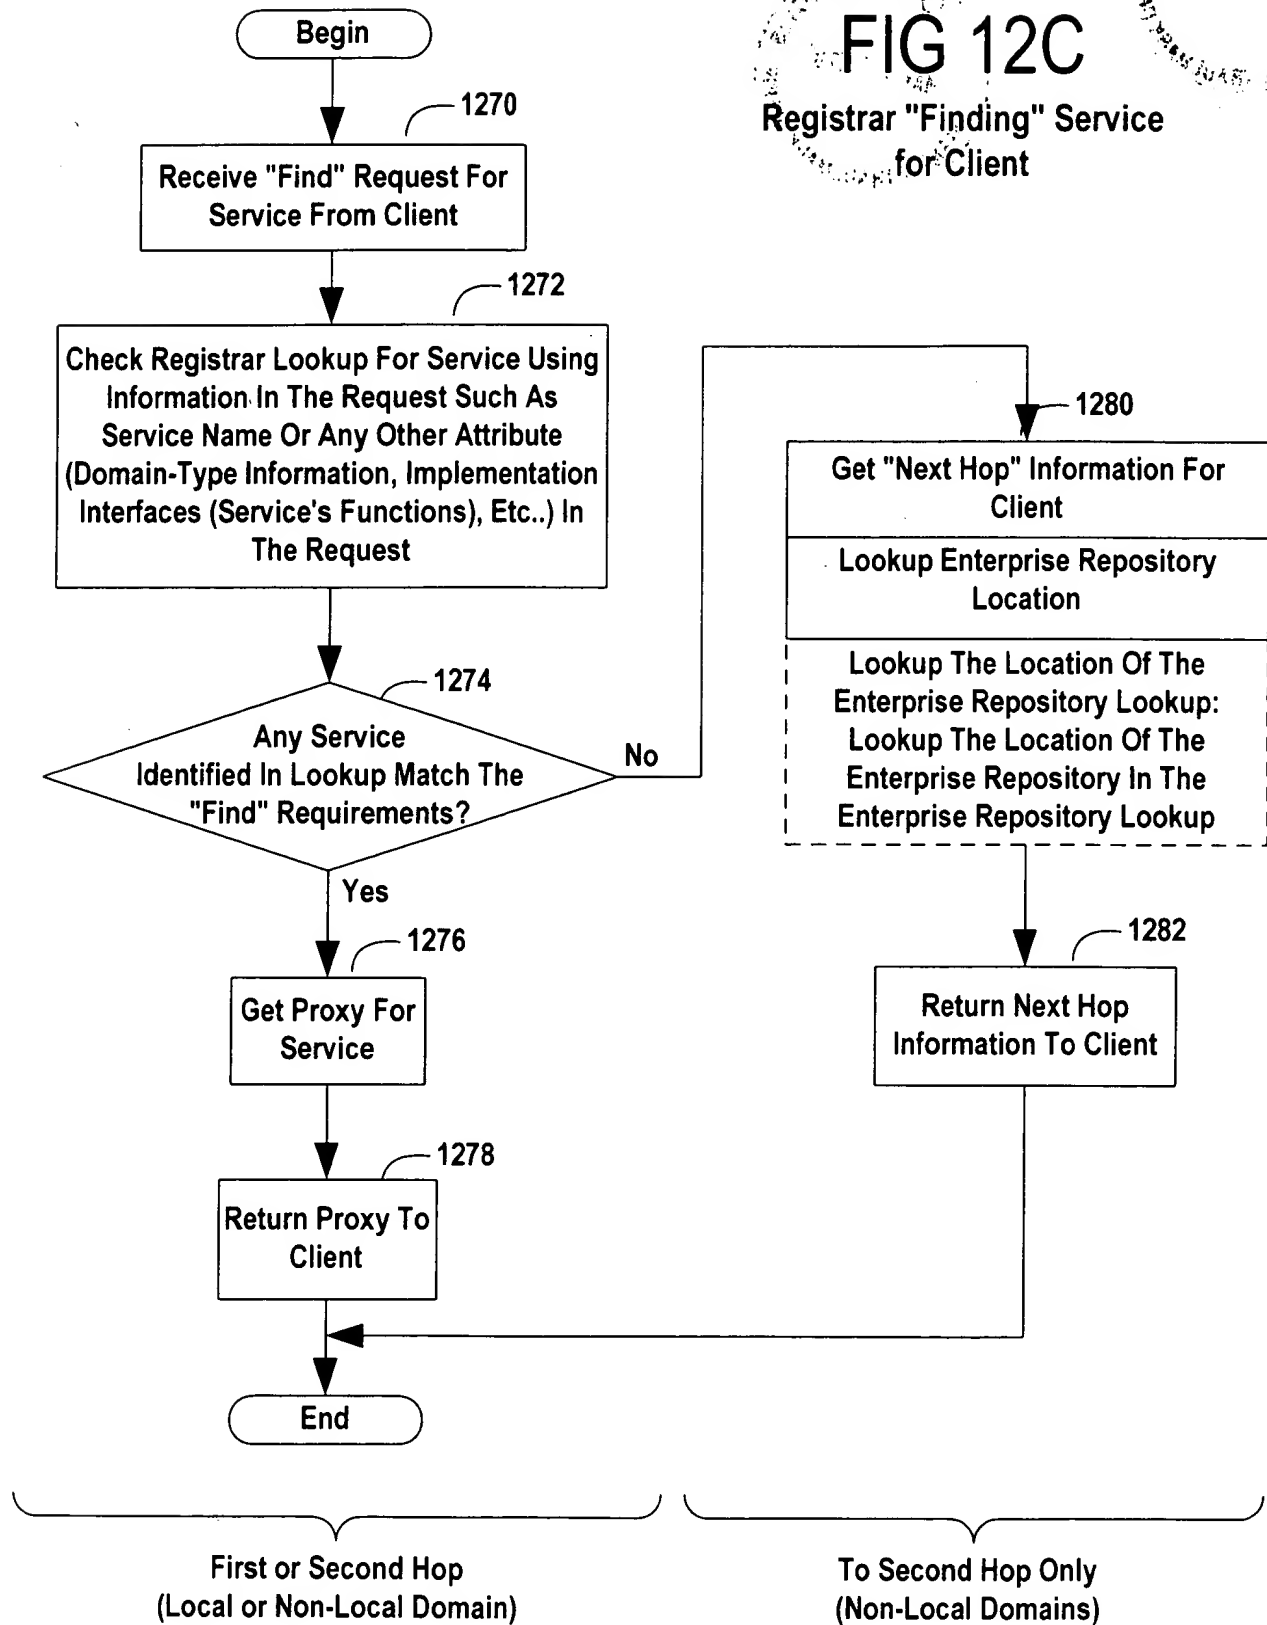 FIG 12C
Registrar "Finding" Service
for Client
Begin
1270
Receive "Find" Request For
Service From Client
1272
Check Registrar Lookup For Service Using
Information In The Request Such As
Service Name Or Any Other Attribute
(Domain-Type Information, Implementation
Interfaces (Service's Functions), Etc..) In
The Request
1274
Any Service
Identified In Lookup Match The
"Find" Requirements?
No
Yes
1276
Get Proxy For
Service
1278
Return Proxy To
Client
End
1280
Get "Next Hop" Information For
Client
Lookup Enterprise Repository
Location
Lookup The Location Of The
Enterprise Repository Lookup:
Lookup The Location Of The
Enterprise Repository In The
Enterprise Repository Lookup
1282
Return Next Hop
Information To Client
First or Second Hop
(Local or Non-Local Domain)
To Second Hop Only
(Non-Local Domains)